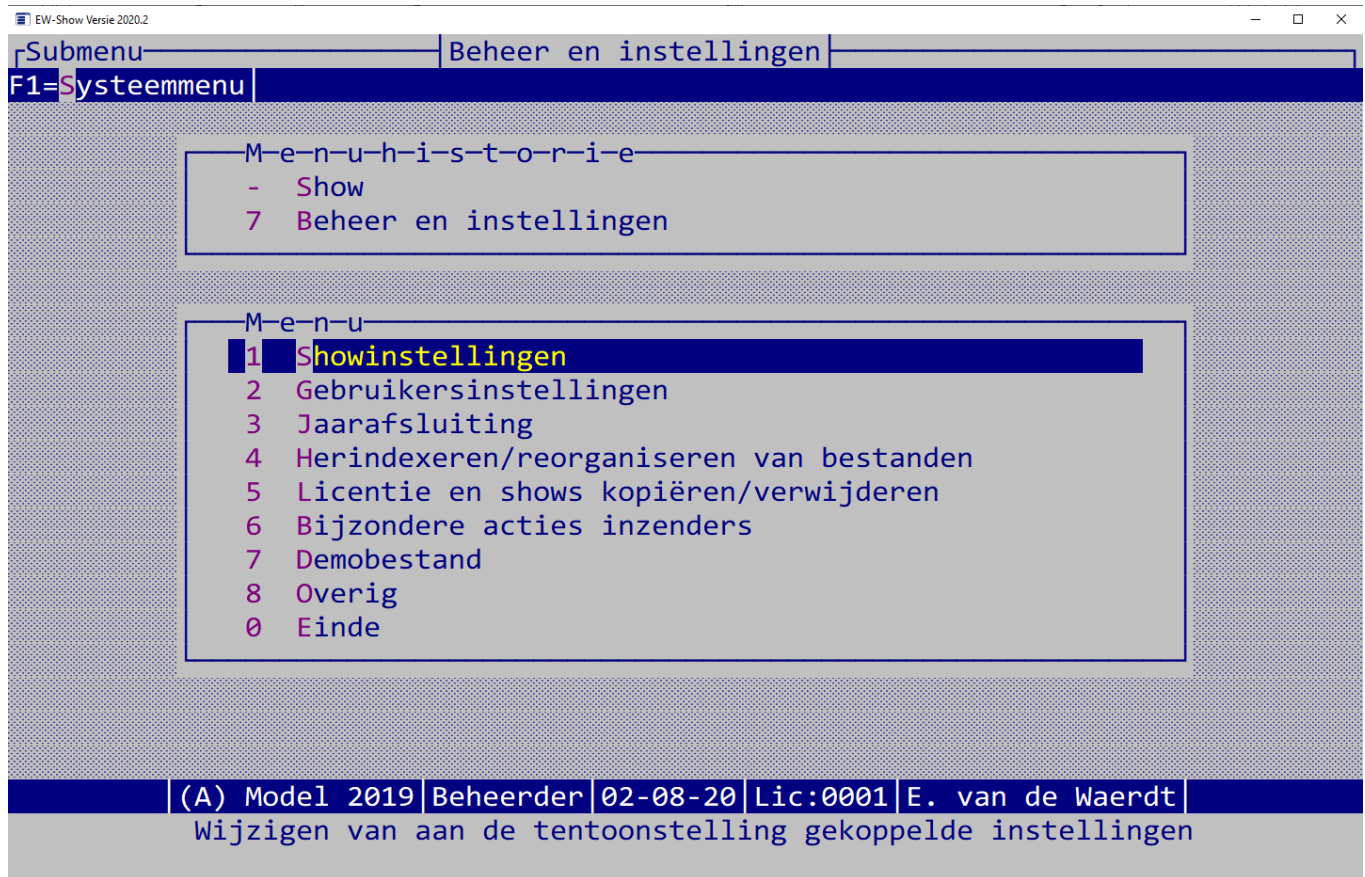 EW-Show Versie 2020.2
Submenu Beheer en instellingen
F1=Systeemmenu
M-e-n-u-h-i-s-t-o-r-i-e
- Show
7 Beheer en instellingen
M-e-n-u
1 Showinstellingen
2 Gebruikersinstellingen
3 Jaarafsluiting
4 Herindexeren/reorganiseren van bestanden
5 Licentie en shows kopiëren/verwijderen
6 Bijzondere acties inzenders
7 Demobestand
8 Overig
0 Einde
(A) Model 2019|Beheerder|02-08-20|Lic:0001|E. van de Waerdt|
Wijzigen van aan de tentoonstelling gekoppelde instellingen